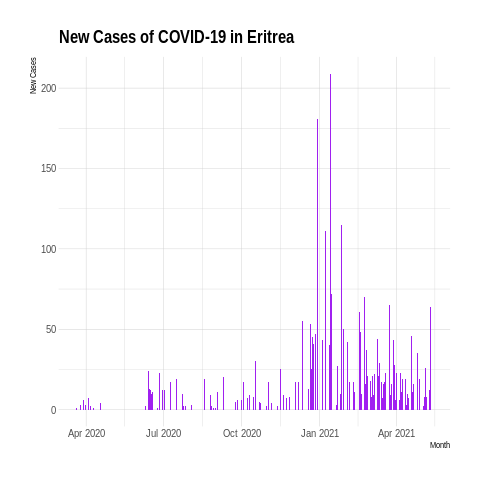 New Cases of COVID-19 in Eritrea
New Cases
200
150
100
50
0
Apr 2020 Jul 2020 Oct 2020 Jan 2021 Apr 2021
Month